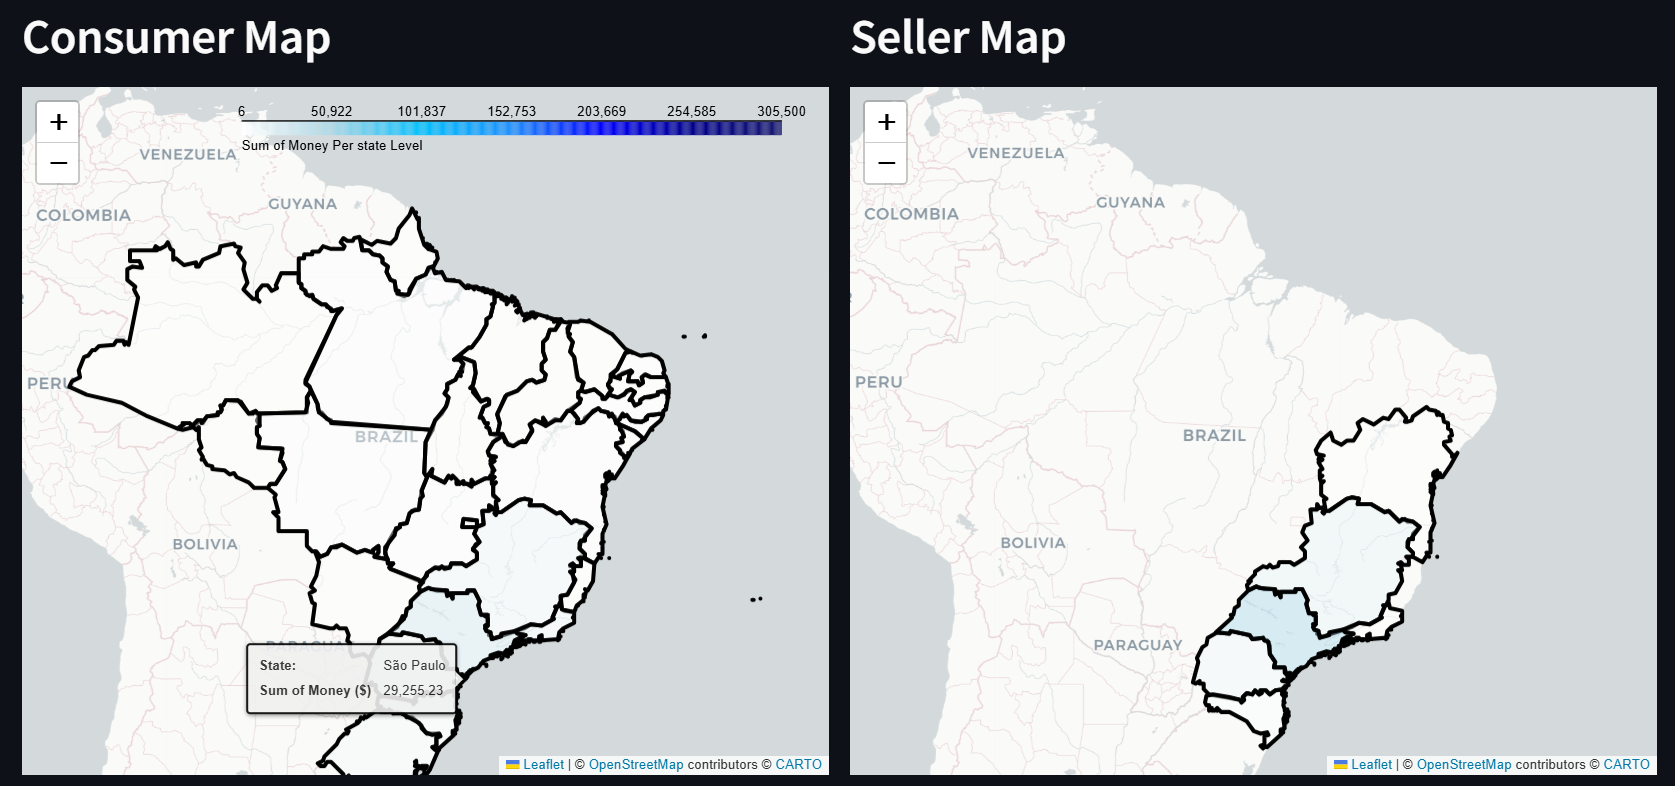 Consumer Map
+
−
6 50,922 101,837 152,753 203,669 254,585 305,500
Sum of Money Per state Level
VENEZUELA
GUYANA
COLOMBIA
PERU
BRAZIL
BOLIVIA
PARAGUAY
State: São Paulo
Sum of Money ($) 29,255.23
Leaflet | © OpenStreetMap contributors © CARTO
Seller Map
+
−
VENEZUELA
GUYANA
COLOMBIA
PERU
BRAZIL
BOLIVIA
PARAGUAY
Leaflet | © OpenStreetMap contributors © CARTO